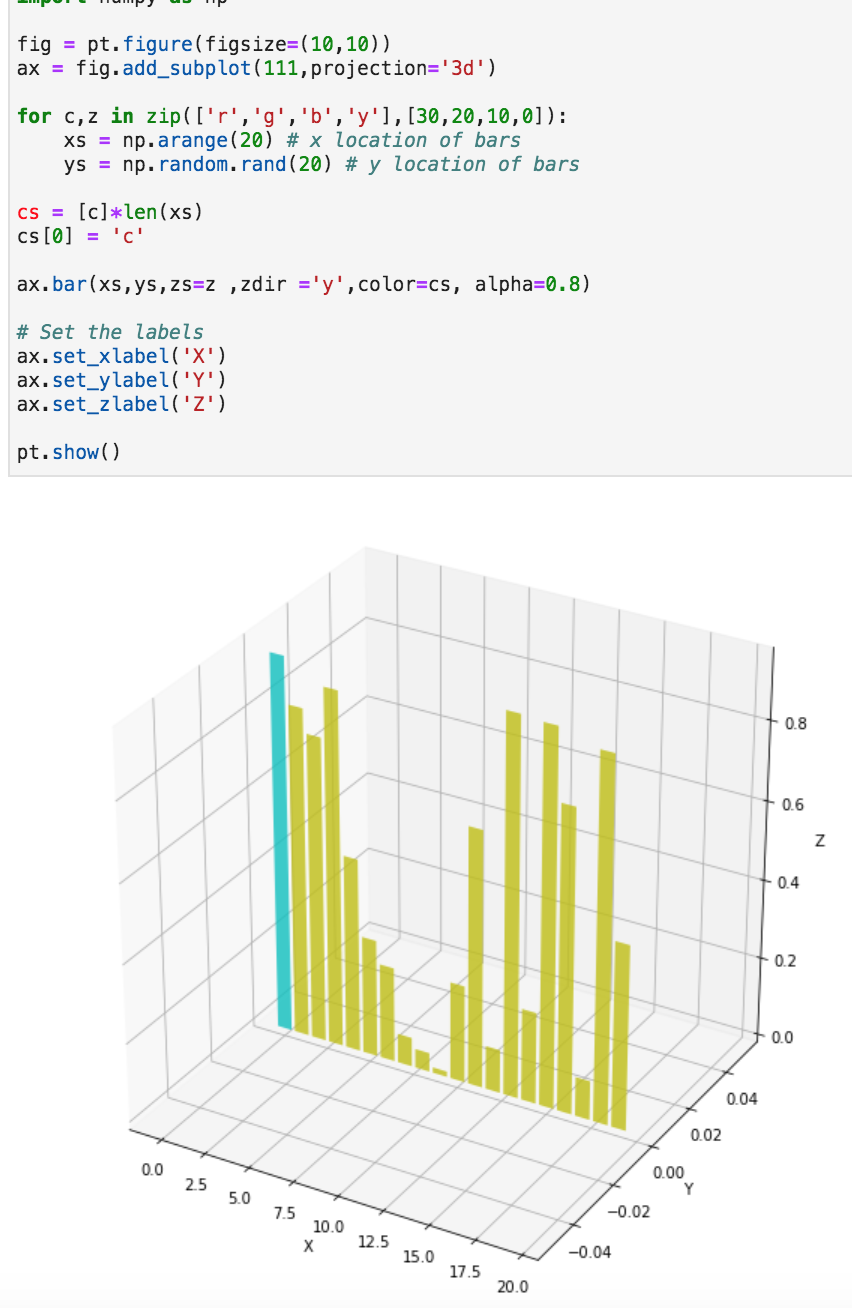 import numpy as np
fig = pt.figure(figsize=(10,10))
ax = fig.add_subplot(111,projection='3d')
for c,z in zip(['r','g','b','y'],[30,20,10,0]):
    xs = np.arange(20) # x location of bars
    ys = np.random.rand(20) # y location of bars
cs = [c]*len(xs)
cs[0] = 'c'
ax.bar(xs,ys,zs=z ,zdir ='y',color=cs, alpha=0.8)
# Set the labels
ax.set_xlabel('X')
ax.set_ylabel('Y')
ax.set_zlabel('Z')
pt.show()
0.8
0.6
Z
0.4
0.2
0.0
0.04
0.02
0.00
Y
−0.02
−0.04
0.0
2.5
5.0
7.5
10.0
X
12.5
15.0
17.5
20.0